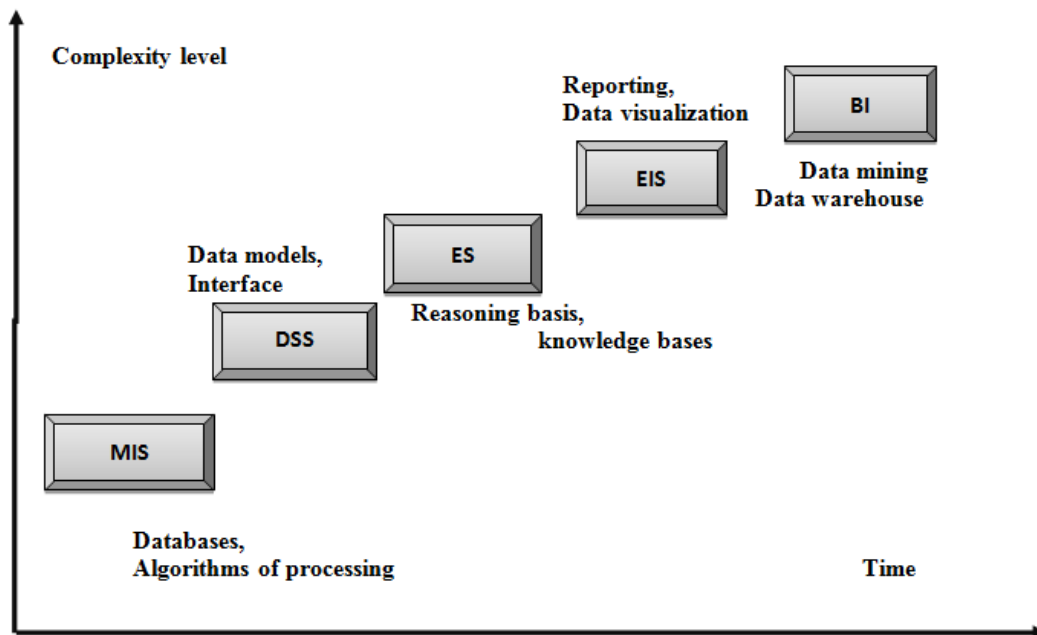 Complexity level
Reporting,
Data visualization
BI
EIS
Data mining
Data warehouse
Data models,
Interface
ES
Reasoning basis,
knowledge bases
DSS
MIS
Databases,
Algorithms of processing
Time